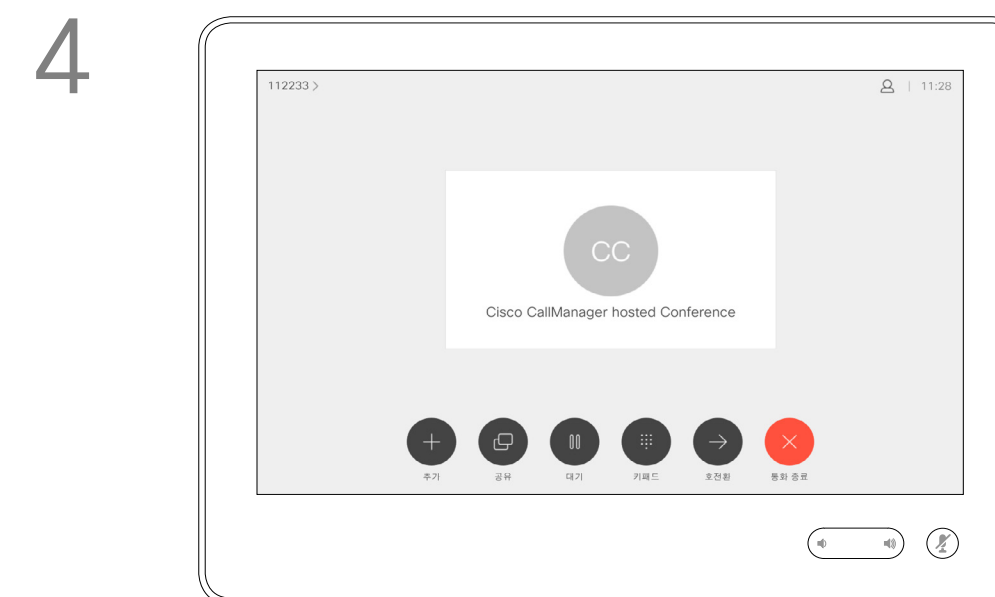 4
112233 >
11:28
CC
Cisco CallManager hosted Conference
추가 공유 대기 키패드 호전환 통화 종료